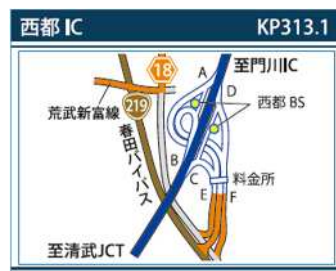 西都 IC KP313.1
18
至門川IC
A
D
西都 BS
荒武新富線
219
春田バイパス
B
C
料金所
E
F
至清武JCT